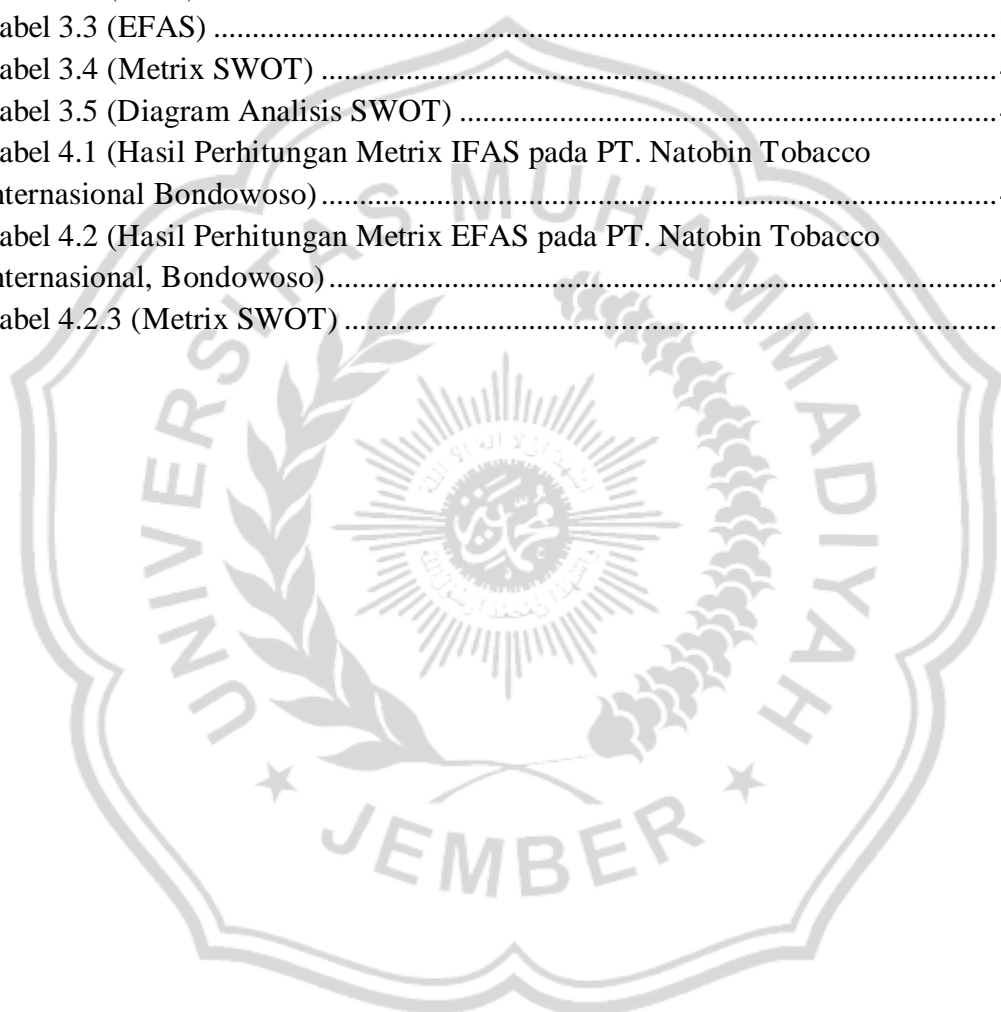 abel 3.3 (EFAS) ....................................................................................................
abel 3.4 (Metrix SWOT) ......................................................................................
abel 3.5 (Diagram Analisis SWOT) ....................................................................
abel 4.1 (Hasil Perhitungan Metrix IFAS pada PT. Natobin Tobacco
nternasional Bondowoso) ......................................................................................
abel 4.2 (Hasil Perhitungan Metrix EFAS pada PT. Natobin Tobacco
nternasional, Bondowoso) .....................................................................................
abel 4.2.3 (Metrix SWOT) ...................................................................................
UNIVERSITAS MUHAMMADIYAH
JEMBER